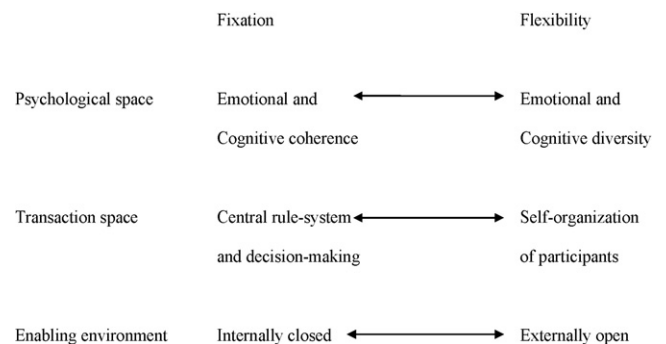 Fixation Flexibility
Psychological space Emotional and Emotional and
Cognitive coherence Cognitive diversity
Transaction space Central rule-system Self-organization
and decision-making of participants
Enabling environment Internally closed Externally open